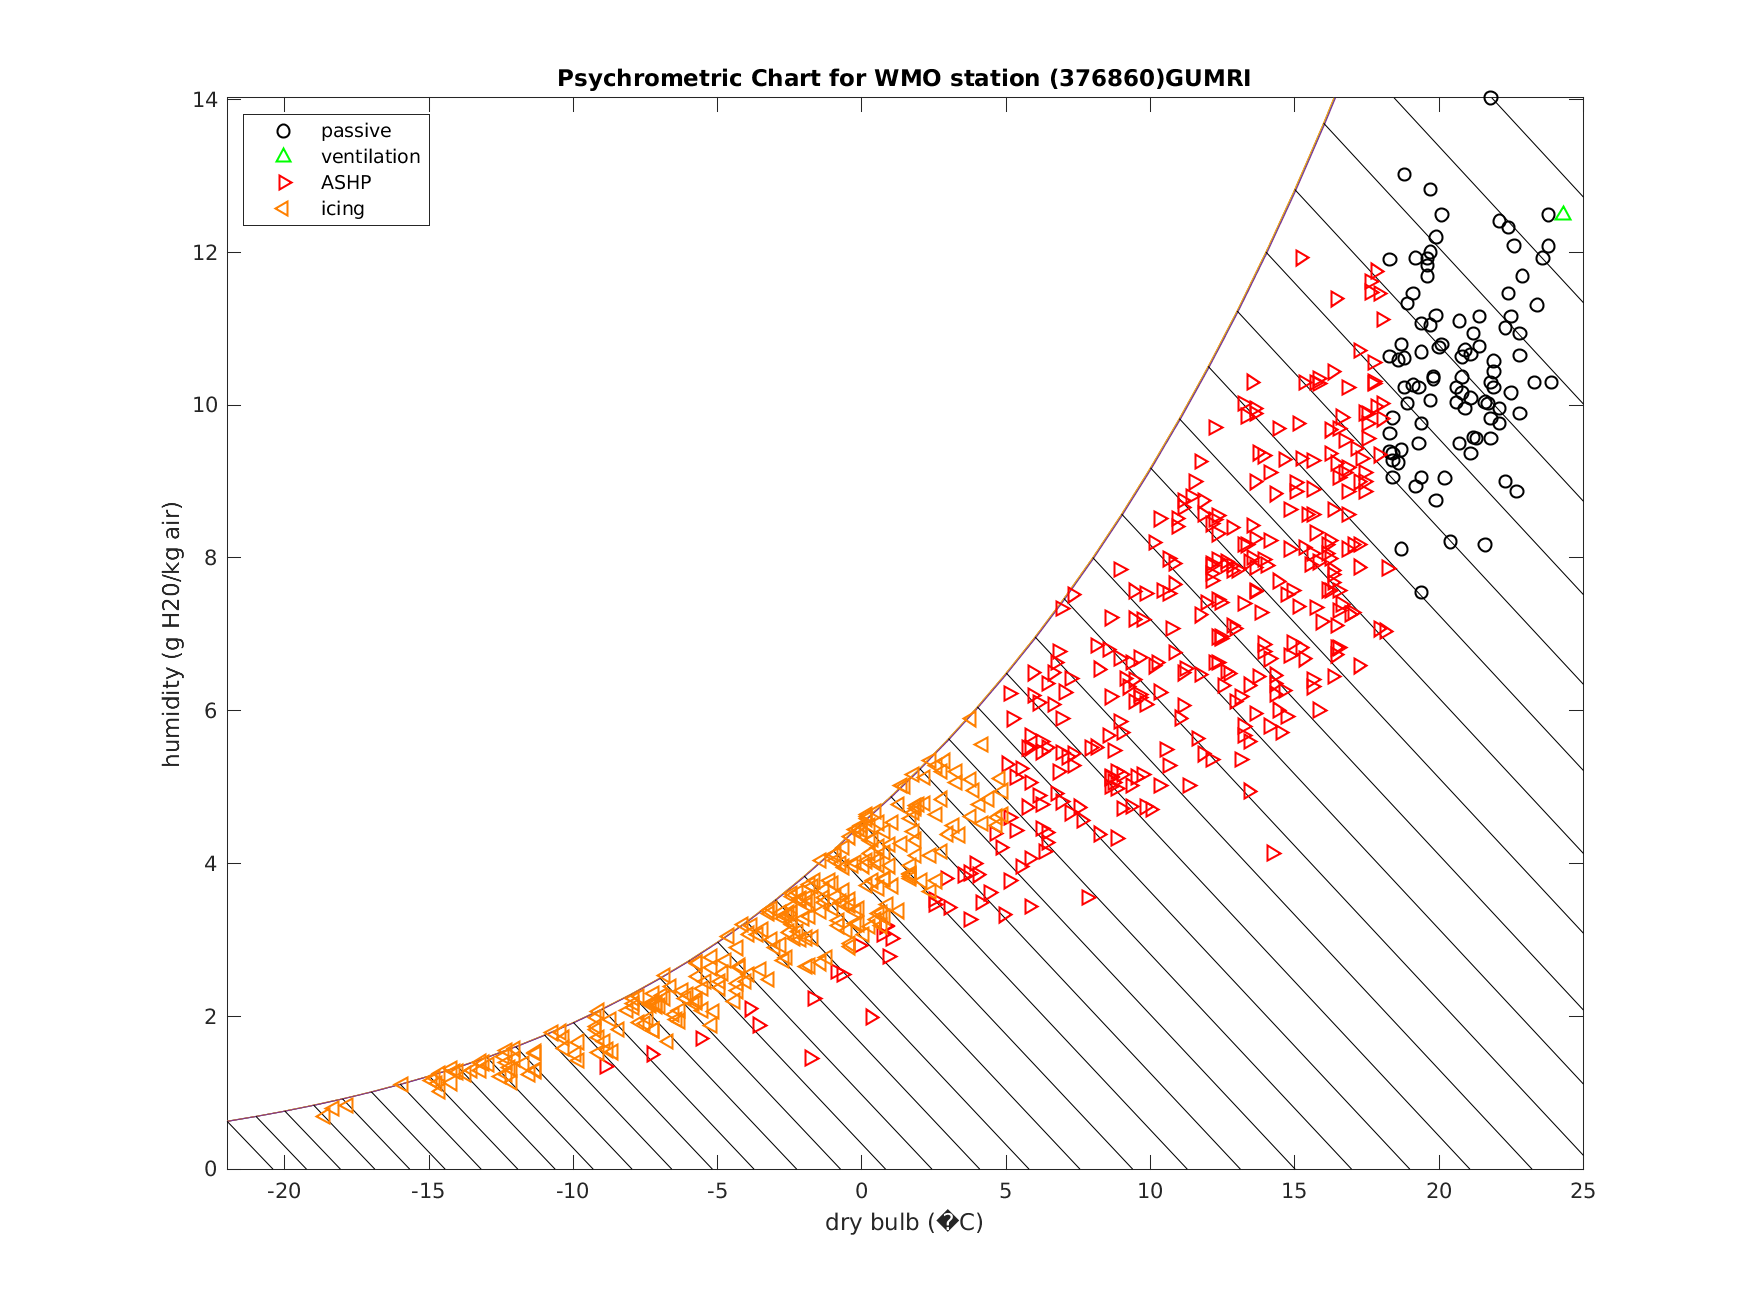 Psychrometric Chart for WMO station (376860)GUMRI
14
12
10
8
6
4
2
0
humidity (g H20/kg air)
passive
ventilation
ASHP
icing
-20
-15
-10
-5
0
5
10
15
20
25
dry bulb (�C)